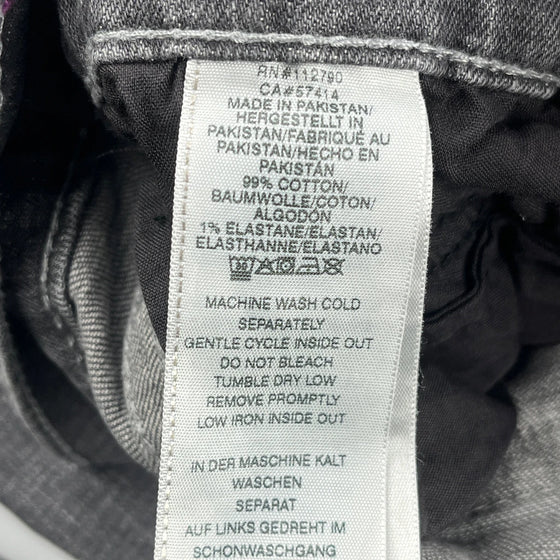 RN#112790
CA#57414
MADE IN PAKISTAN/
HERGESTELLT IN
PAKISTAN/FABRIQUÉ AU
PAKISTAN/HECHO EN
PAKISTÁN
99% COTTON/
BAUMWOLLE/COTON/
ALGODÓN
1% ELASTANE/ELASTAN/
ELASTHANNE/ELASTANO
MACHINE WASH COLD
SEPARATELY
GENTLE CYCLE INSIDE OUT
DO NOT BLEACH
TUMBLE DRY LOW
REMOVE PROMPTLY
LOW IRON INSIDE OUT
IN DER MASCHINE KALT
WASCHEN
SEPARAT
AUF LINKS GEDREHT IM
SCHONWASCHGANG